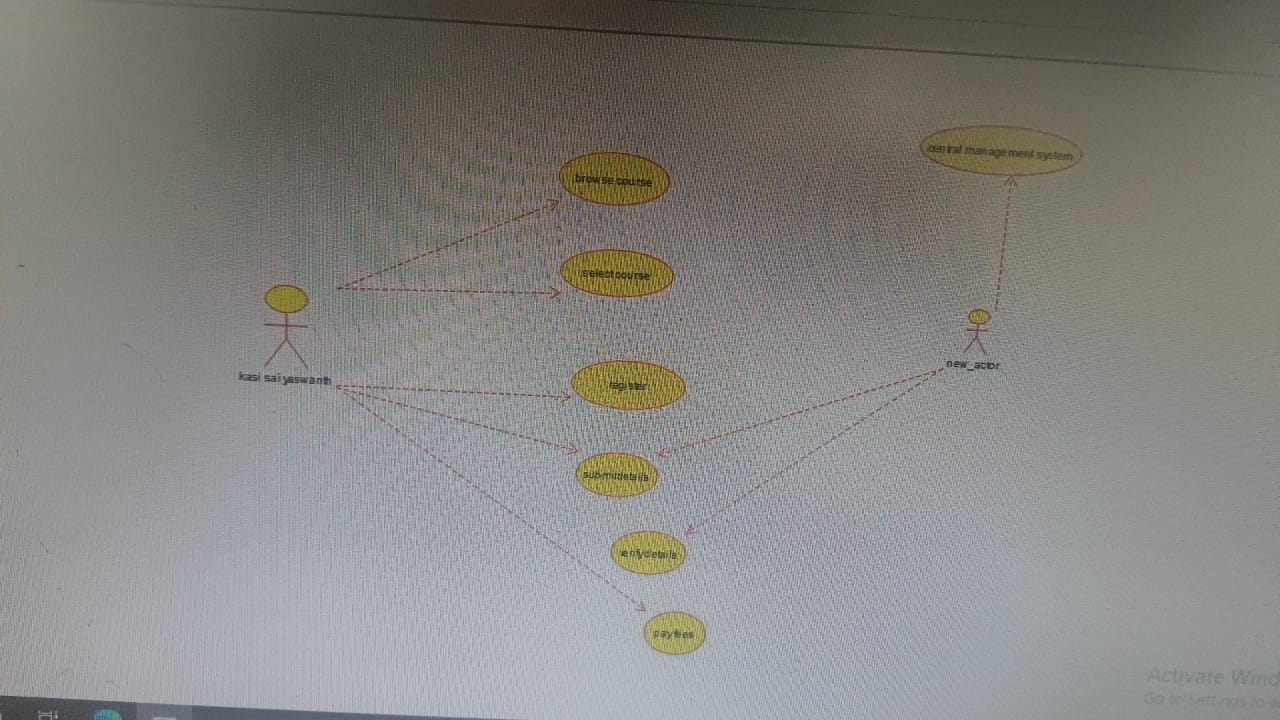 central management system
browse course
select course
kasi sai yaswanth
new_actor
register
submitdetails
verifydetails
payfees
Activate Wind
Go to Settings to